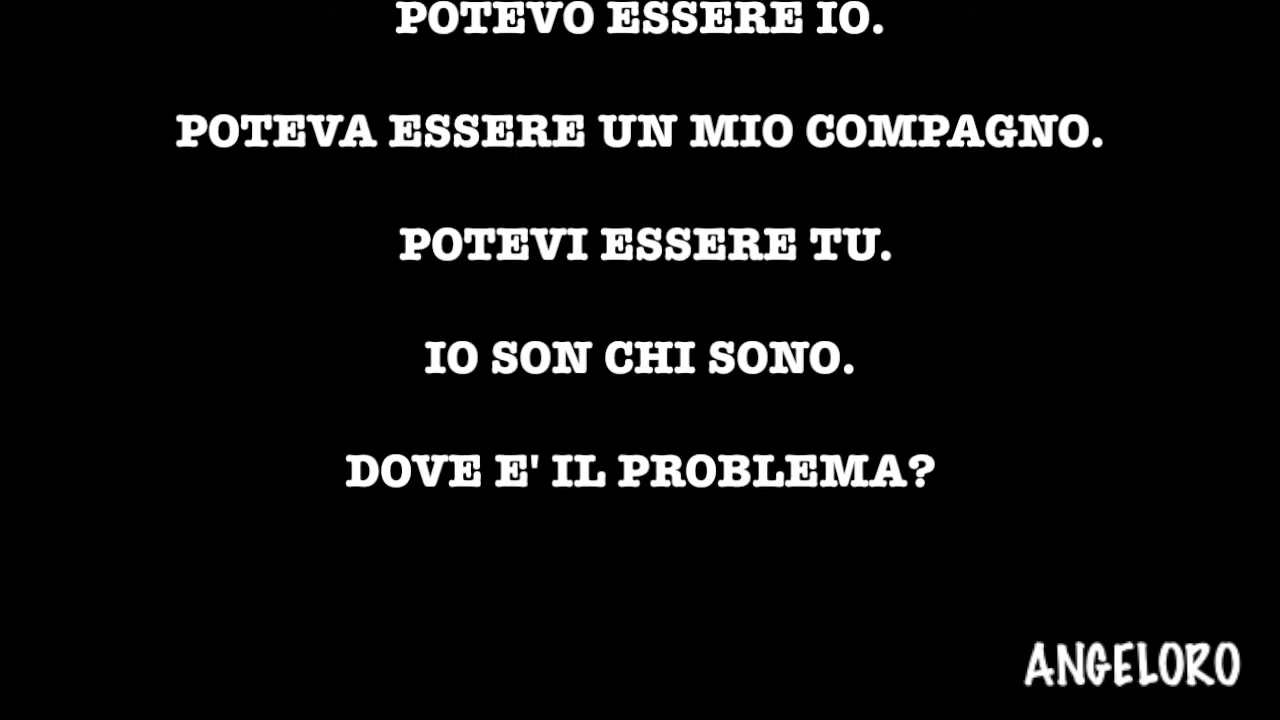 POTEVO ESSERE IO.
POTEVA ESSERE UN MIO COMPAGNO.
POTEVI ESSERE TU.
IO SON CHI SONO.
DOVE E' IL PROBLEMA?
ANGELORO